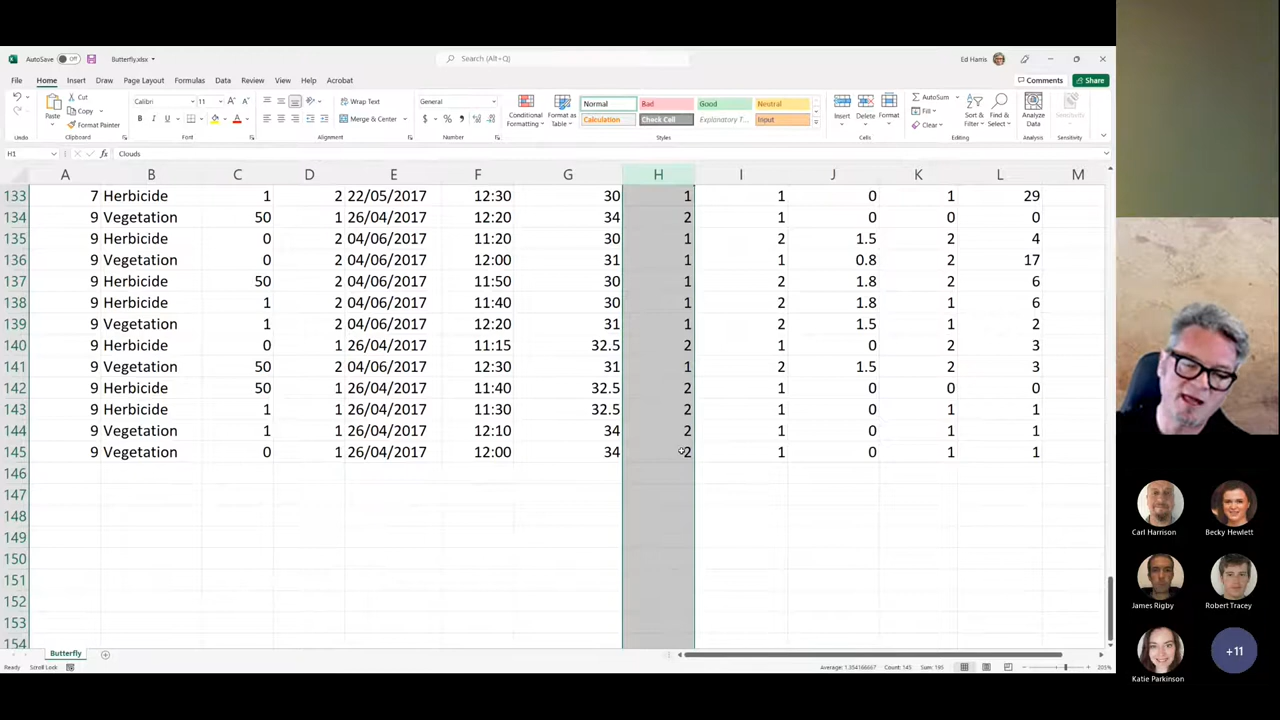 AutoSave Off Butterfly.xlsx Search (Alt+Q) Ed Harris
File Home Insert Draw Page Layout Formulas Data Review View Help Acrobat Comments Share
Paste Cut Copy Format Painter Calibri 11 Wrap Text General Conditional Formatting Format as Table Normal Bad Good Neutral Insert Delete Format AutoSum Fill Clear Sort & Filter Find & Select Analyze Data Sensitivity
B I U A Merge & Center $ % Calculation Check Cell Explanatory T... Input
Undo Clipboard Font Alignment Number Styles Cells Editing Analysis Sensitivity
H1 fx Clouds
A B C D E F G H I J K L M
133 7 Herbicide 1 2 22/05/2017 12:30 30 1 1 0 1 29
134 9 Vegetation 50 1 26/04/2017 12:20 34 2 1 0 0 0
135 9 Herbicide 0 2 04/06/2017 11:20 30 1 2 1.5 2 4
136 9 Vegetation 0 2 04/06/2017 12:00 31 1 1 0.8 2 17
137 9 Herbicide 50 2 04/06/2017 11:50 30 1 2 1.8 2 6
138 9 Herbicide 1 2 04/06/2017 11:40 30 1 2 1.8 1 6
139 9 Vegetation 1 2 04/06/2017 12:20 31 1 2 1.5 1 2
140 9 Herbicide 0 1 26/04/2017 11:15 32.5 2 1 0 2 3
141 9 Vegetation 50 2 04/06/2017 12:30 31 1 2 1.5 2 3
142 9 Herbicide 50 1 26/04/2017 11:40 32.5 2 1 0 0 0
143 9 Herbicide 1 1 26/04/2017 11:30 32.5 2 1 0 1 1
144 9 Vegetation 1 1 26/04/2017 12:10 34 2 1 0 1 1
145 9 Vegetation 0 1 26/04/2017 12:00 34 2 1 0 1 1
146
147
148
149
150
151
152
153
154
Butterfly
Ready Scroll Lock Average: 1.354166667 Count: 145 Sum: 195 205%
Carl Harrison Becky Hewlett
James Rigby Robert Tracey
Katie Parkinson +11